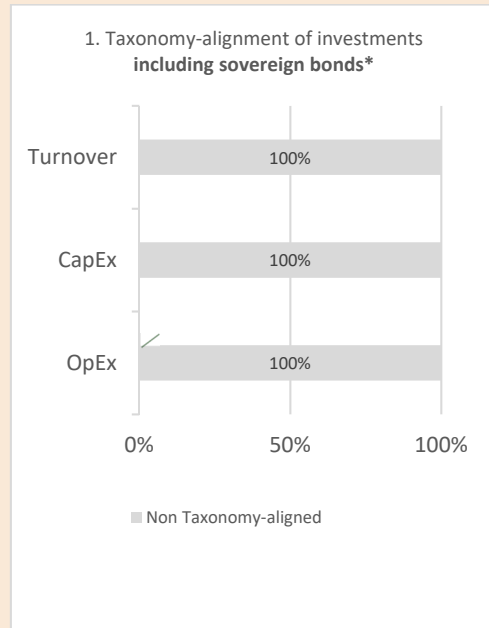 1. Taxonomy-alignment of investments
including sovereign bonds*
Turnover
100%
CapEx
100%
OpEx
100%
0%
50%
100%
Non Taxonomy-aligned